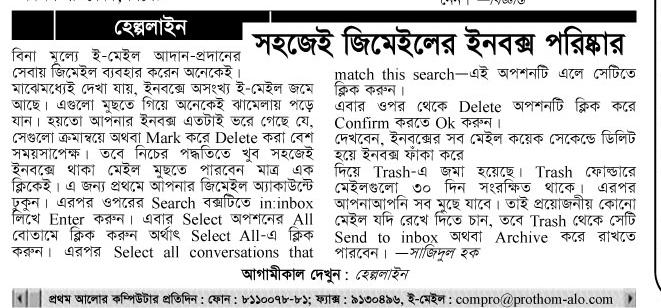 হেল্পলাইন
সহজেই জিমেইলের ইনবক্স পরিষ্কার
বিনা মূল্যে ই-মেইল আদান-প্রদানের
সেবায় জিমেইল ব্যবহার করেন অনেকেই।
মাঝেমধ্যেই দেখা যায়, ইনবক্সে অসংখ্য ই-মেইল জমে
আছে। এগুলো মুছতে গিয়ে অনেকেই ঝামেলায় পড়ে
যান। হয়তো আপনার ইনবক্স এতটাই ভরে গেছে যে,
সেগুলো ক্রমান্বয়ে অথবা Mark করে Delete করা বেশ
সময়সাপেক্ষ। তবে নিচের পদ্ধতিতে খুব সহজেই
ইনবক্সে থাকা মেইল মুছতে পারবেন মাত্র এক
ক্লিকেই। এ জন্য প্রথমে আপনার জিমেইল অ্যাকাউন্টে
ঢুকুন। এরপর ওপরের Search বক্সটিতে in:inbox
লিখে Enter করুন। এবার Select অপশনের All
বোতামে ক্লিক করুন অর্থাৎ Select All-এ ক্লিক
করুন। এরপর Select all conversations that
match this search—এই অপশনটি এলে সেটিতে
ক্লিক করুন।
এবার ওপর থেকে Delete অপশনটি ক্লিক করে
Confirm করতে Ok করুন।
দেখবেন, ইনবক্সের সব মেইল কয়েক সেকেন্ডে ডিলিট
হয়ে ইনবক্স ফাঁকা করে
দিয়ে Trash-এ জমা হয়েছে। Trash ফোল্ডারে
মেইলগুলো ৩০ দিন সংরক্ষিত থাকে। এরপর
আপনাআপনি সব মুছে যাবে। তাই প্রয়োজনীয় কোনো
মেইল যদি রেখে দিতে চান, তবে Trash থেকে সেটি
Send to inbox অথবা Archive করে রাখতে
পারবেন। —সাজিদুল হক
আগামীকাল দেখুন : হেল্পলাইন
প্রথম আলোর কম্পিউটার প্রতিদিন : ফোন : ৮১১০০৭৮-৮১; ফ্যাক্স : ৯১৩০৪৯৬, ই-মেইল : compro@prothom-alo.com